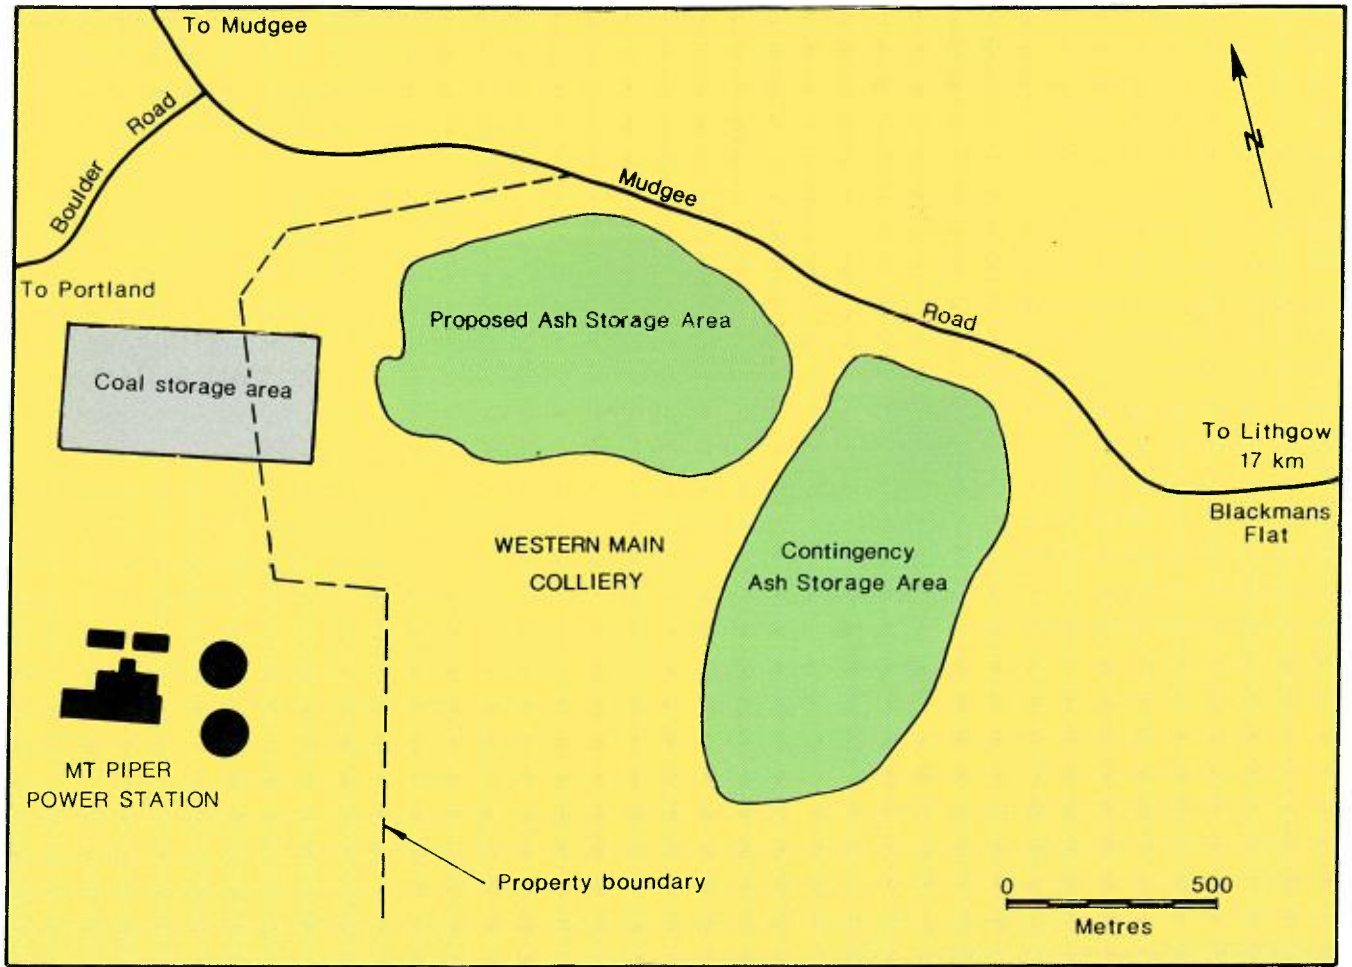 To Mudgee
Boulder Road
To Portland
N
Mudgee Road
Proposed Ash Storage Area
Coal storage area
To Lithgow
17 km
Blackmans
Flat
WESTERN MAIN
COLLIERY
Contingency
Ash Storage Area
MT PIPER
POWER STATION
Property boundary
0 500
Metres